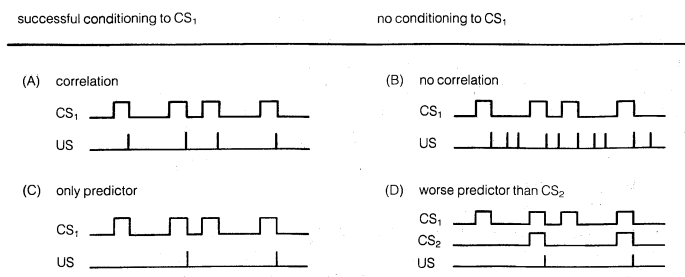 successful conditioning to CS₁
no conditioning to CS₁
(A) correlation
CS₁
US
(B) no correlation
CS₁
US
(C) only predictor
CS₁
US
(D) worse predictor than CS₂
CS₁
CS₂
US